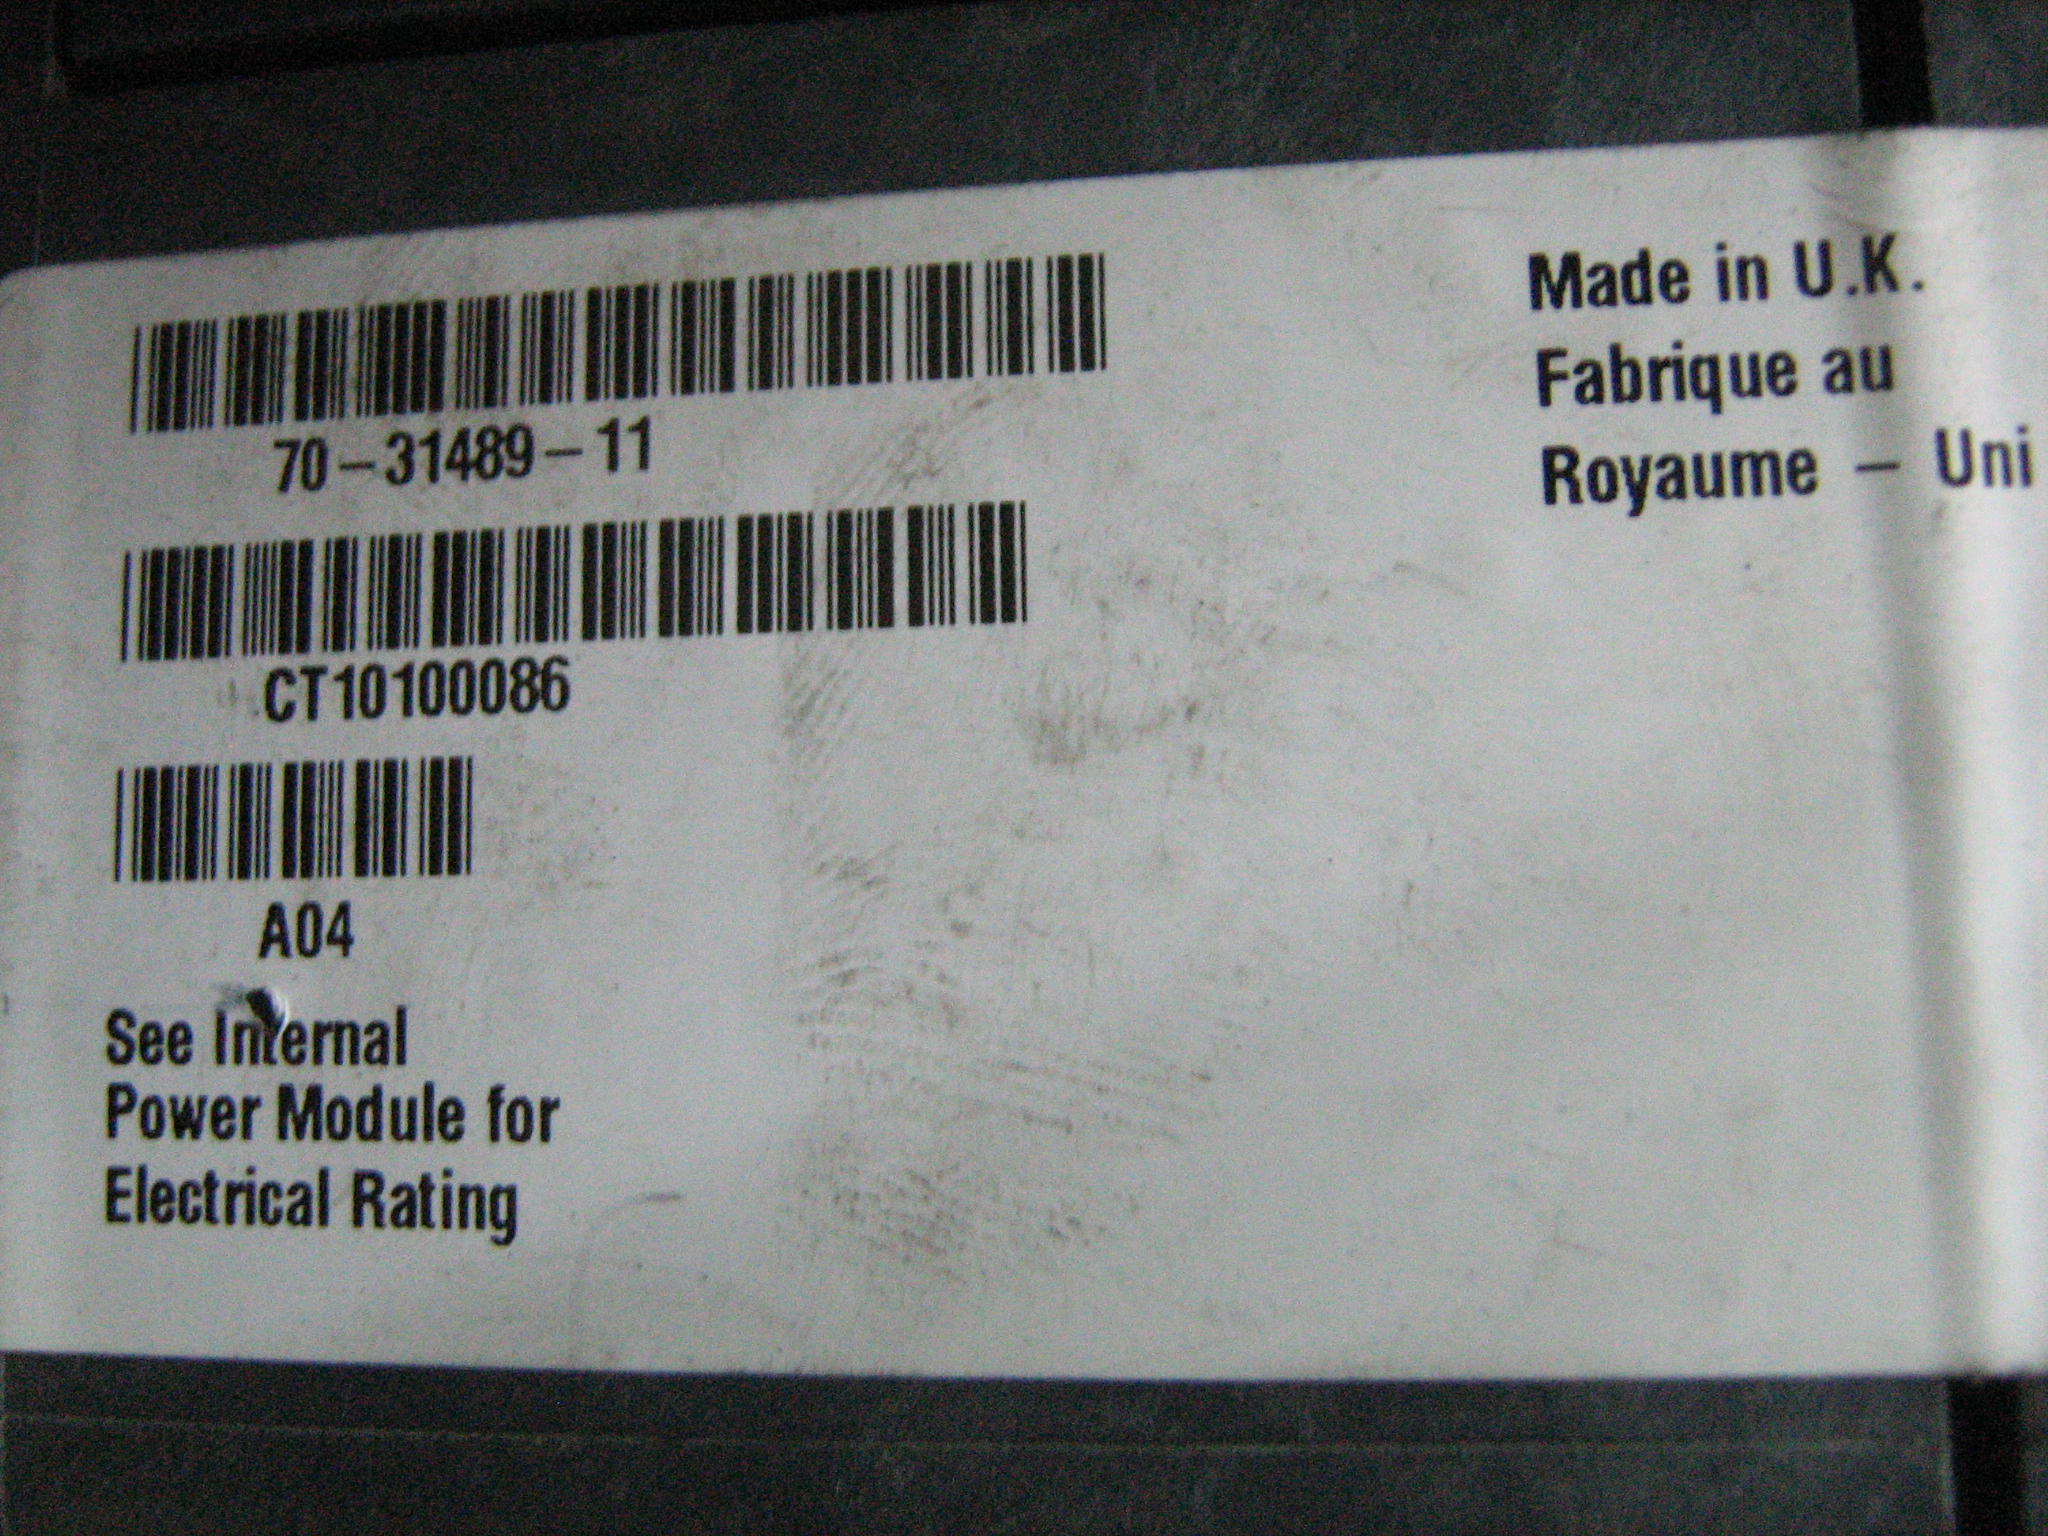 70-31489-11
CT10100086
A04
See Internal
Power Module for
Electrical Rating
Made in U.K.
Fabrique au
Royaume - Uni